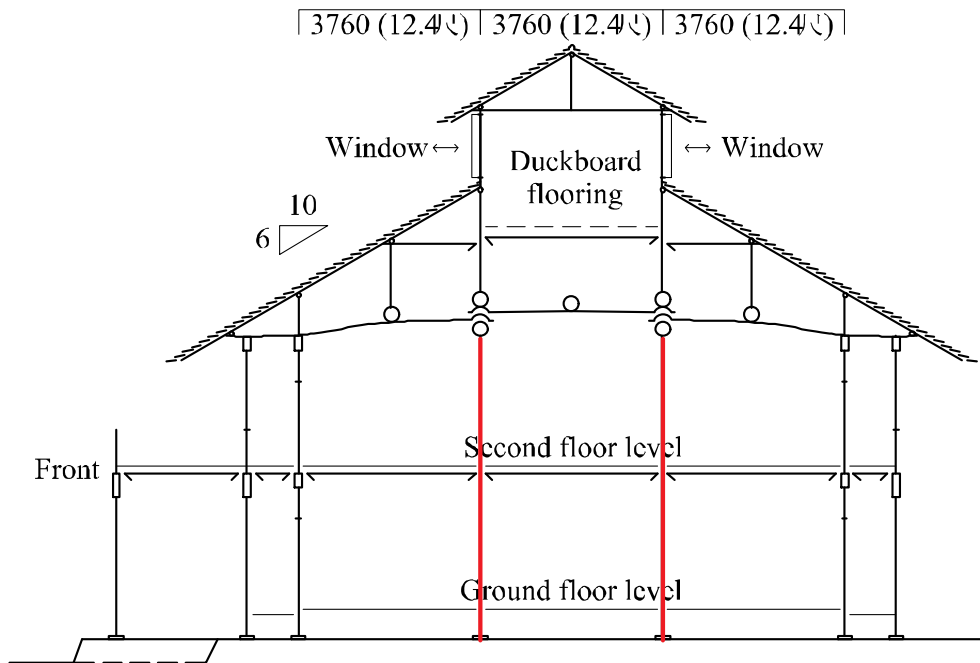 3760 (12.4尺) 3760 (12.4尺) 3760 (12.4尺)
Window
Duckboard
flooring
Window
10
6
Second floor level
Front
Ground floor level